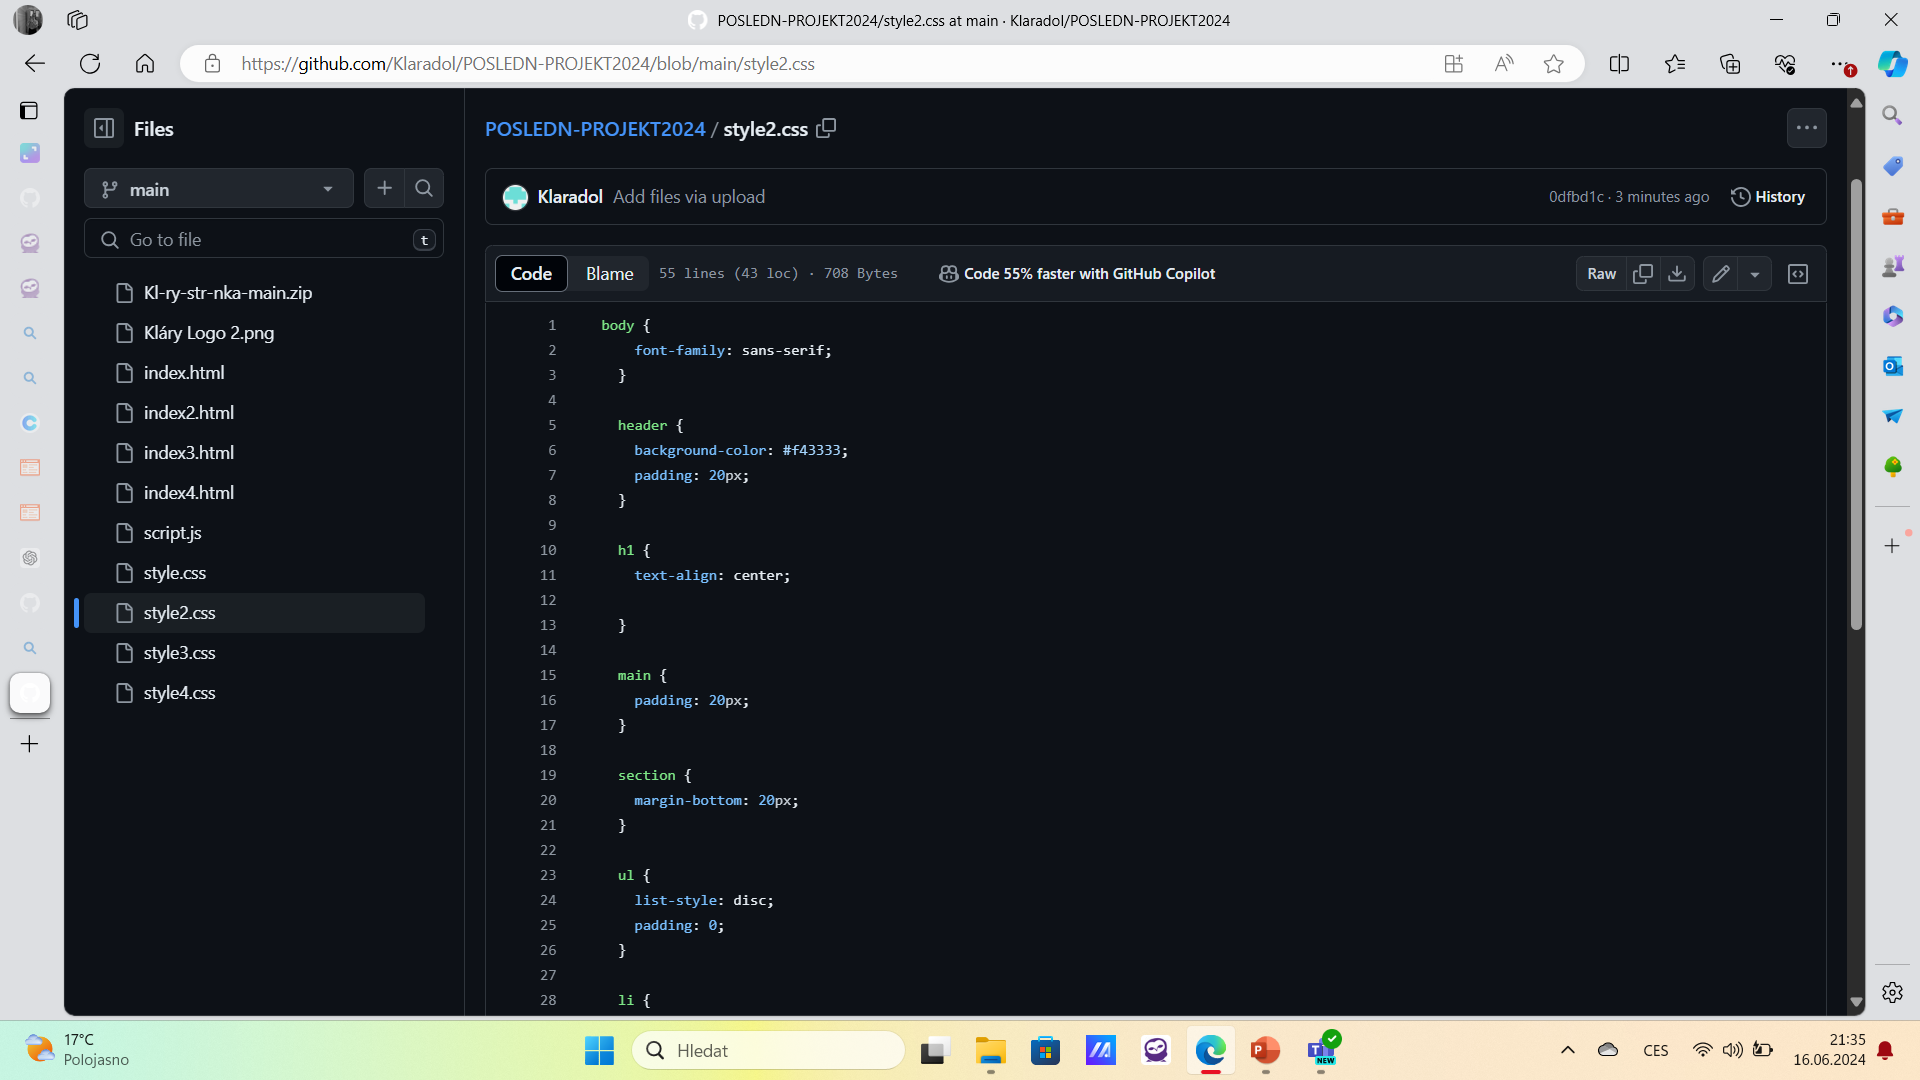 POSLEDN-PROJEKT2024/style2.css at main · Klaradol/POSLEDN-PROJEKT2024
https://github.com/Klaradol/POSLEDN-PROJEKT2024/blob/main/style2.css
Files
main
Go to file
t
Kl-ry-str-nka-main.zip
Kláry Logo 2.png
index.html
index2.html
index3.html
index4.html
script.js
style.css
style2.css
style3.css
style4.css
POSLEDN-PROJEKT2024 / style2.css
Klaradol Add files via upload
0dfbd1c · 3 minutes ago
History
Code
Blame
55 lines (43 loc) · 708 Bytes
Code 55% faster with GitHub Copilot
Raw
1 body {
2 font-family: sans-serif;
3 }
4
5 header {
6 background-color: #f43333;
7 padding: 20px;
8 }
9
10 h1 {
11 text-align: center;
12
13 }
14
15 main {
16 padding: 20px;
17 }
18
19 section {
20 margin-bottom: 20px;
21 }
22
23 ul {
24 list-style: disc;
25 padding: 0;
26 }
27
28 li {
17°C
Polojasno
Hledat
NEW
CES
21:35
16.06.2024